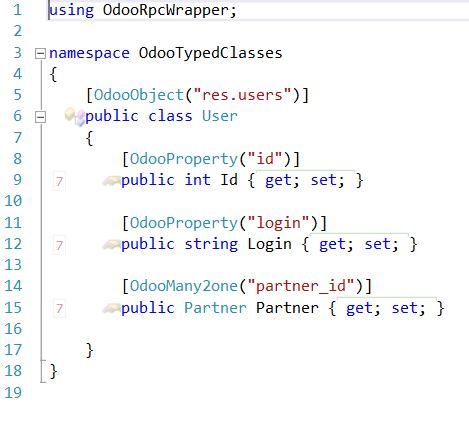 1 using OdooRpcWrapper;
2
3 namespace OdooTypedClasses
4 {
5 [OdooObject("res.users")]
6 public class User
7 {
8 [OdooProperty("id")]
9 7 public int Id { get; set; }
10
11 [OdooProperty("login")]
12 7 public string Login { get; set; }
13
14 [OdooMany2one("partner_id")]
15 7 public Partner Partner { get; set; }
16
17 }
18 }
19